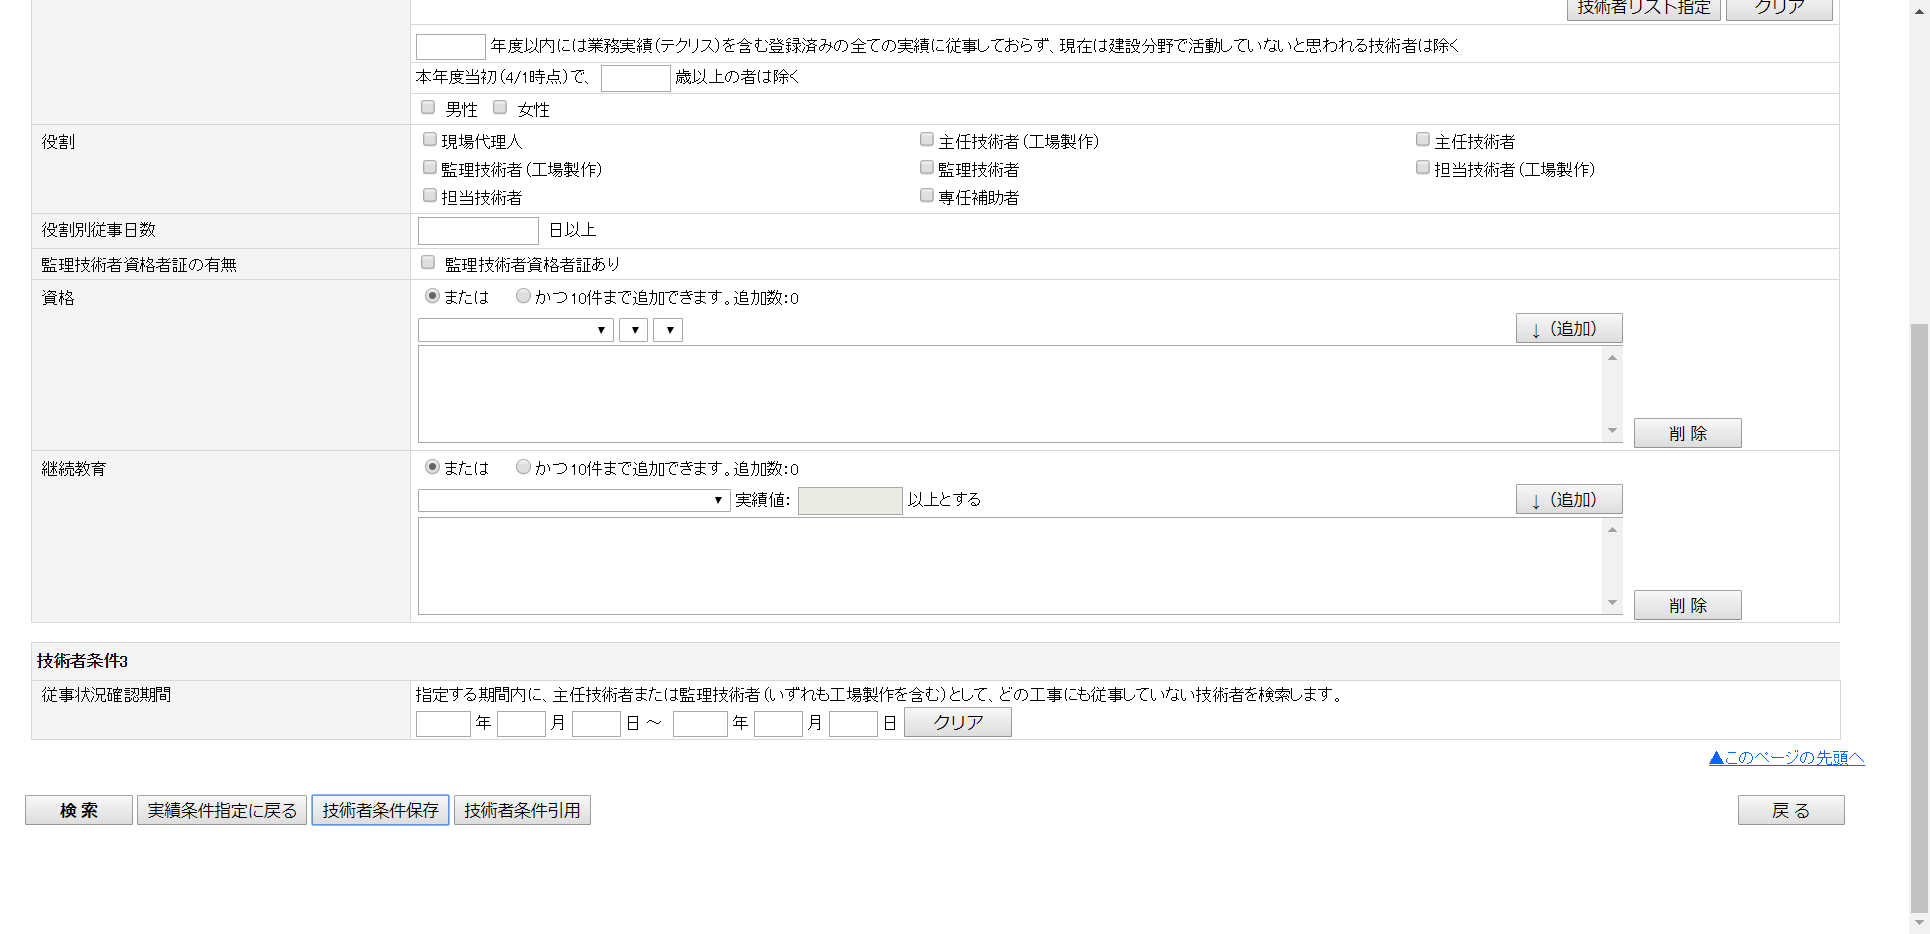 技術者リスト指定 クリア
年度以内には業務実績(テクリス)を含む登録済みの全ての実績に従事しておらず、現在は建設分野で活動していないと思われる技術者は除く
本年度当初(4/1時点)で、 歳以上の者は除く
男性 女性
役割 現場代理人 主任技術者(工場製作) 主任技術者
監理技術者(工場製作) 監理技術者 担当技術者(工場製作)
担当技術者 専任補助者
役割別従事日数 日以上
監理技術者資格者証の有無 監理技術者資格者証あり
資格 または かつ 10件まで追加できます。追加数:0
↓(追加)
削 除
継続教育 または かつ 10件まで追加できます。追加数:0
実績値: 以上とする ↓(追加)
削 除
技術者条件3
従事状況確認期間 指定する期間内に、主任技術者または監理技術者(いずれも工場製作を含む)として、どの工事にも従事していない技術者を検索します。
年 月 日 ～ 年 月 日 クリア
▲このページの先頭へ
検 索 実績条件指定に戻る 技術者条件保存 技術者条件引用 戻 る